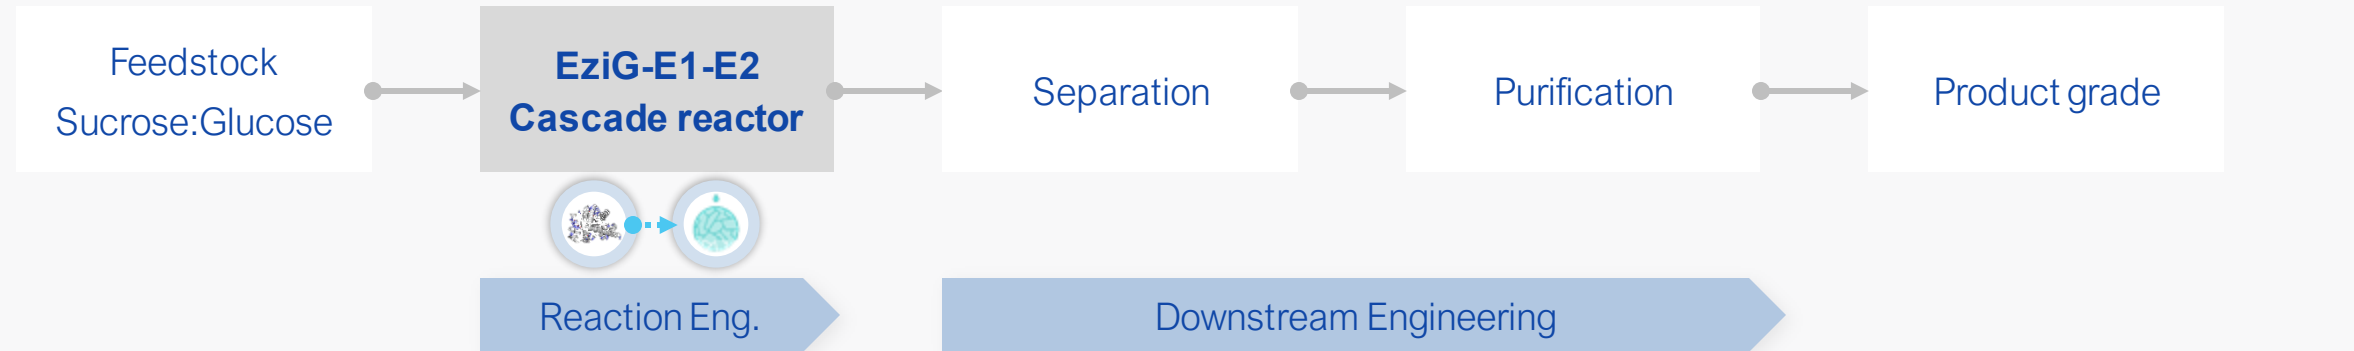 Feedstock
Sucrose:Glucose
EziG-E1-E2
Cascade reactor
Separation
Purification
Product grade
Reaction Eng.
Downstream Engineering